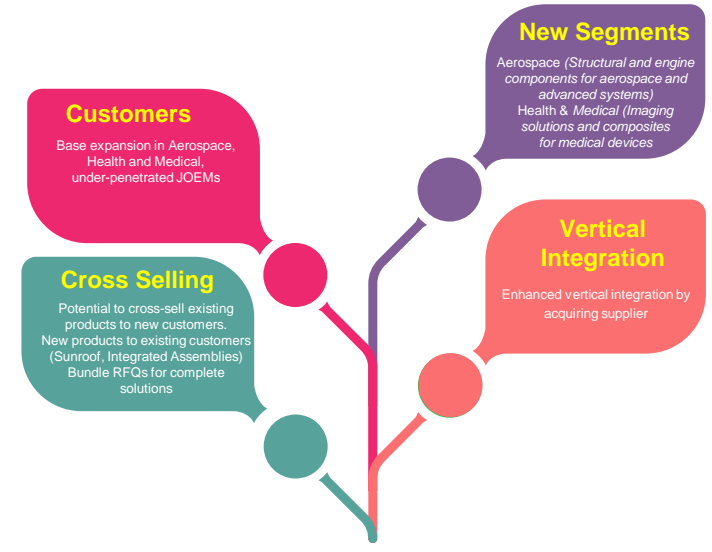 New Segments
Aerospace (Structural and engine
components for aerospace and
advanced systems)
Health & Medical (Imaging
solutions and composites
for medical devices
Customers
Base expansion in Aerospace,
Health and Medical,
under-penetrated JOEMs
Vertical
Integration
Enhanced vertical integration by
acquiring supplier
Cross Selling
Potential to cross-sell existing
products to new customers.
New products to existing customers
(Sunroof, Integrated Assemblies)
Bundle RFQs for complete
solutions